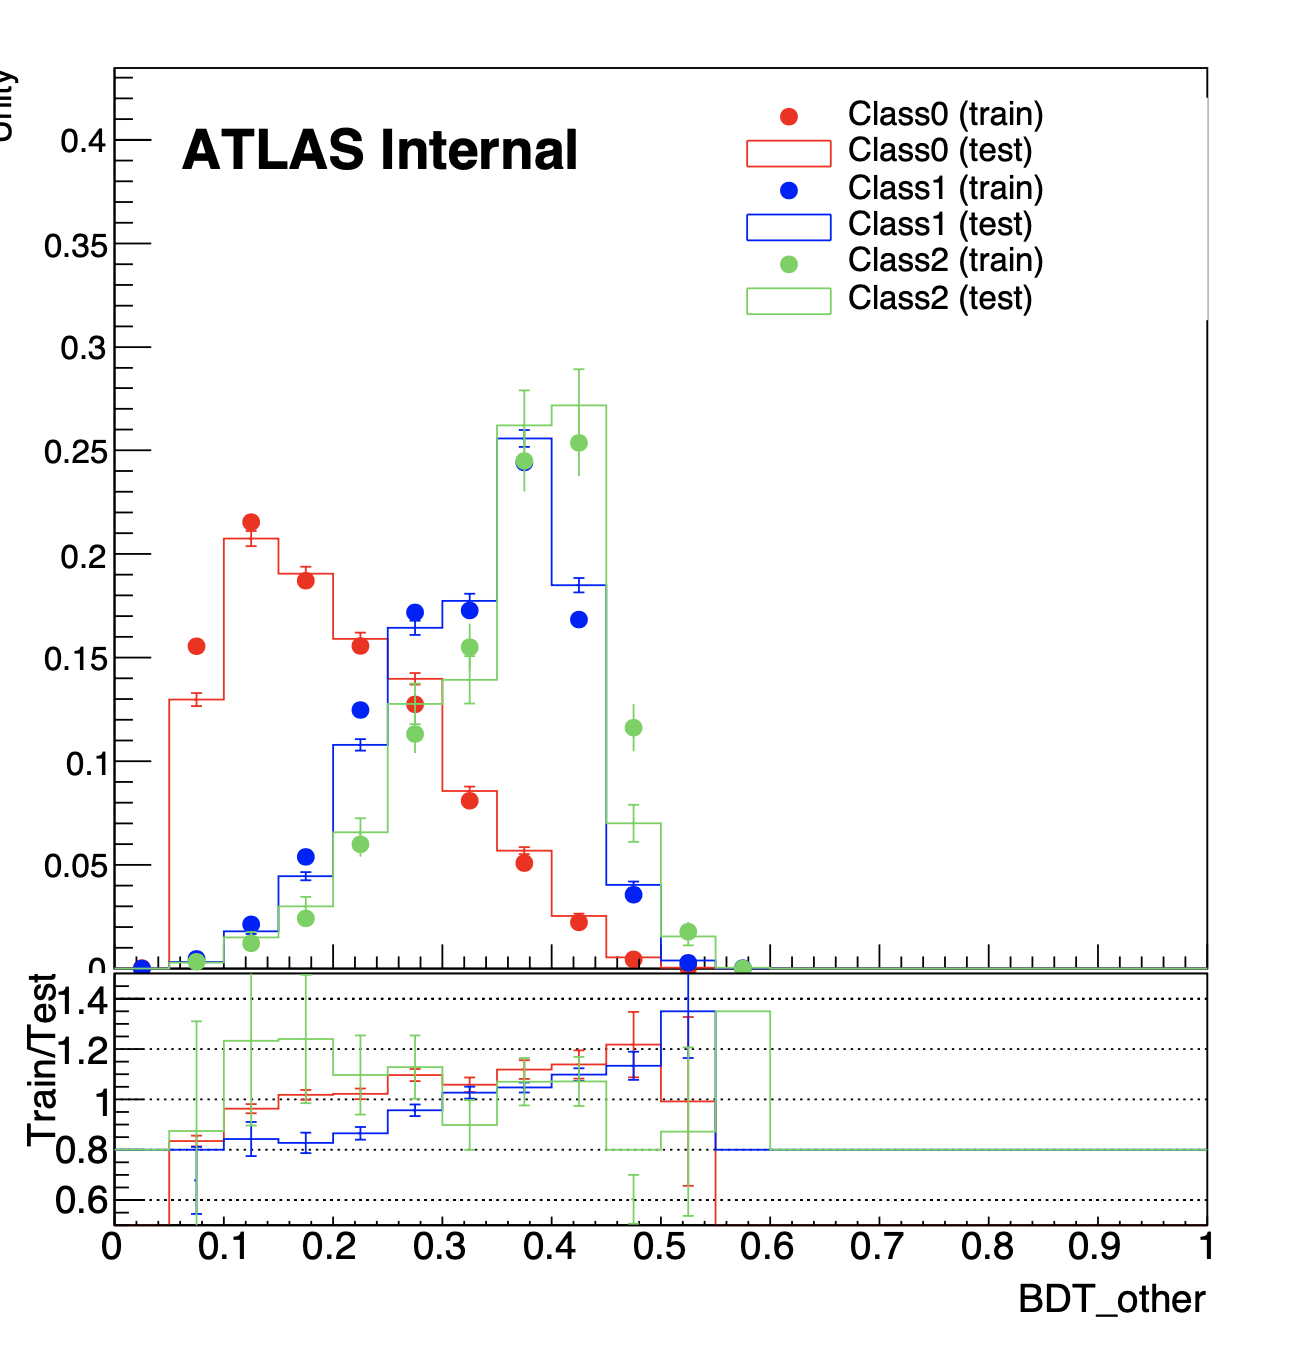 Unity
ATLAS Internal
Class0 (train)
Class0 (test)
Class1 (train)
Class1 (test)
Class2 (train)
Class2 (test)
0.4
0.35
0.3
0.25
0.2
0.15
0.1
0.05
0
Train/Test
1.4
1.2
1
0.8
0.6
0 0.1 0.2 0.3 0.4 0.5 0.6 0.7 0.8 0.9 1
BDT_other